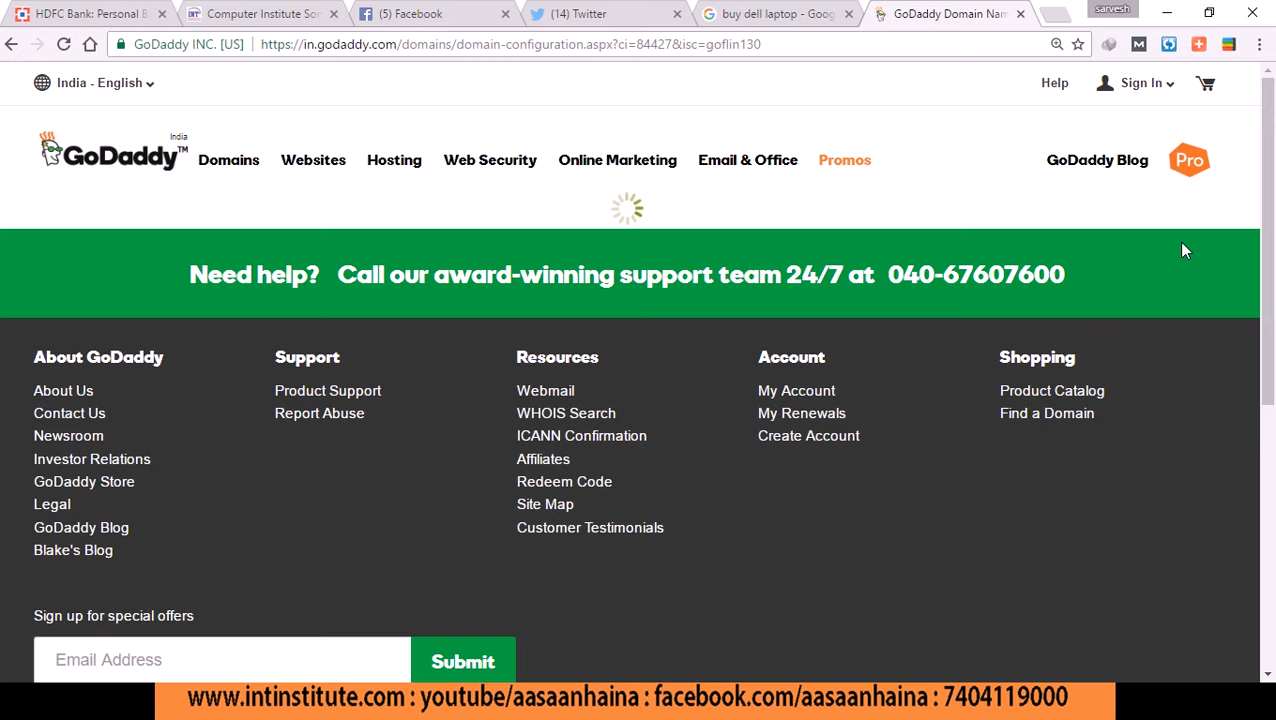 HDFC Bank: Personal B
Computer Institute Son
(5) Facebook
(14) Twitter
buy dell laptop - Goog
GoDaddy Domain Nam
sarvesh
GoDaddy INC. [US]
https://in.godaddy.com/domains/domain-configuration.aspx?ci=84427&isc=goflin130
India - English
Help
Sign In
India
GoDaddy™
Domains
Websites
Hosting
Web Security
Online Marketing
Email & Office
Promos
GoDaddy Blog
Pro
Need help? Call our award-winning support team 24/7 at 040-67607600
About GoDaddy
About Us
Contact Us
Newsroom
Investor Relations
GoDaddy Store
Legal
GoDaddy Blog
Blake's Blog
Support
Product Support
Report Abuse
Resources
Webmail
WHOIS Search
ICANN Confirmation
Affiliates
Redeem Code
Site Map
Customer Testimonials
Account
My Account
My Renewals
Create Account
Shopping
Product Catalog
Find a Domain
Sign up for special offers
Email Address
Submit
www.intinstitute.com : youtube/aasaanhaina : facebook.com/aasaanhaina : 7404119000